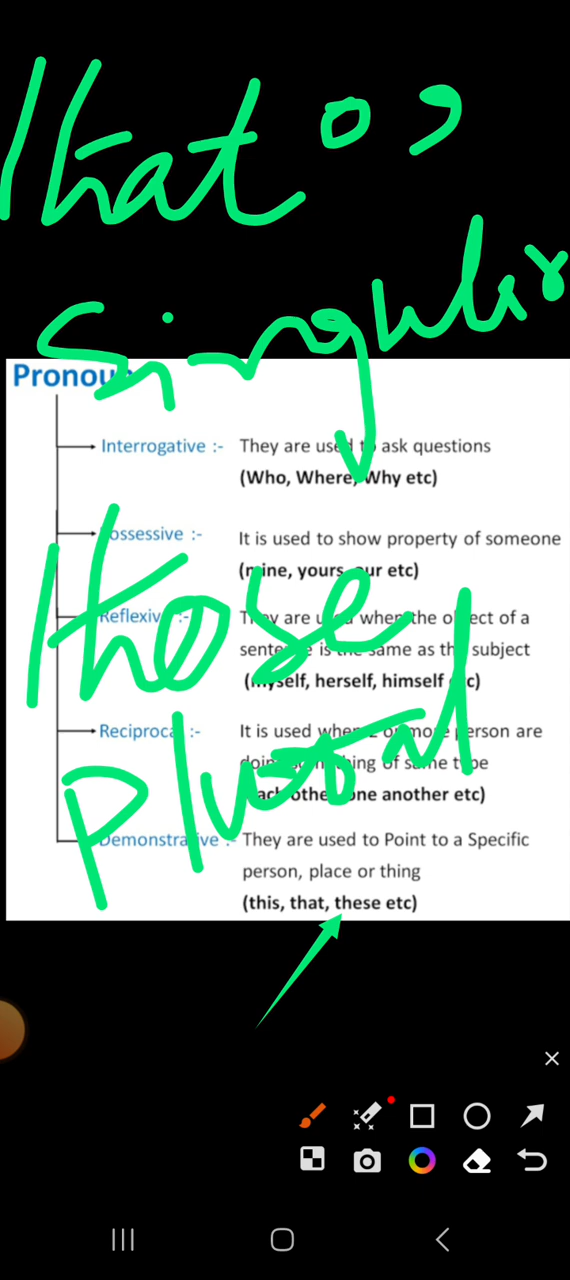 that is
singular
Pronoun
Interrogative :- They are used to ask questions
(Who, Where, Why etc)
Possessive :- It is used to show property of someone
(mine, yours, our etc)
those
Reflexive :- They are used when the object of a
sentence is the same as the subject
(myself, herself, himself etc)
Reciprocal :- It is used when 2 or more person are
doing something of same type
each other, one another etc)
plural
Demonstrative :- They are used to Point to a Specific
person, place or thing
(this, that, these etc)